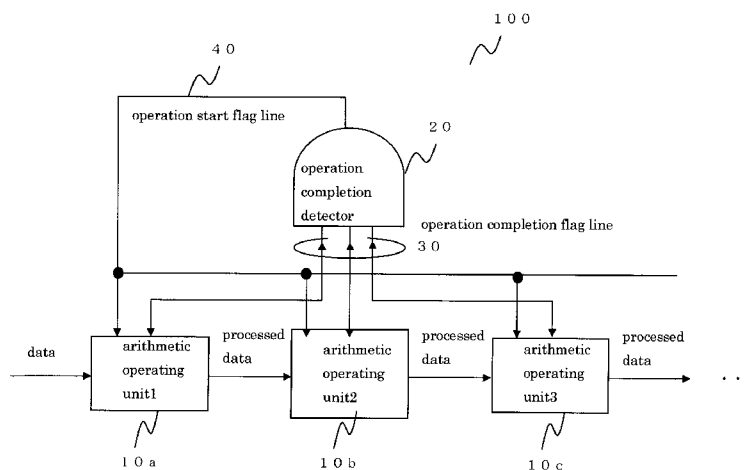 100
40
operation start flag line
20
operation
completion
detector
operation completion flag line
30
data
arithmetic
operating
unit1
processed
data
arithmetic
operating
unit2
processed
data
arithmetic
operating
unit3
processed
data
10a
10b
10c